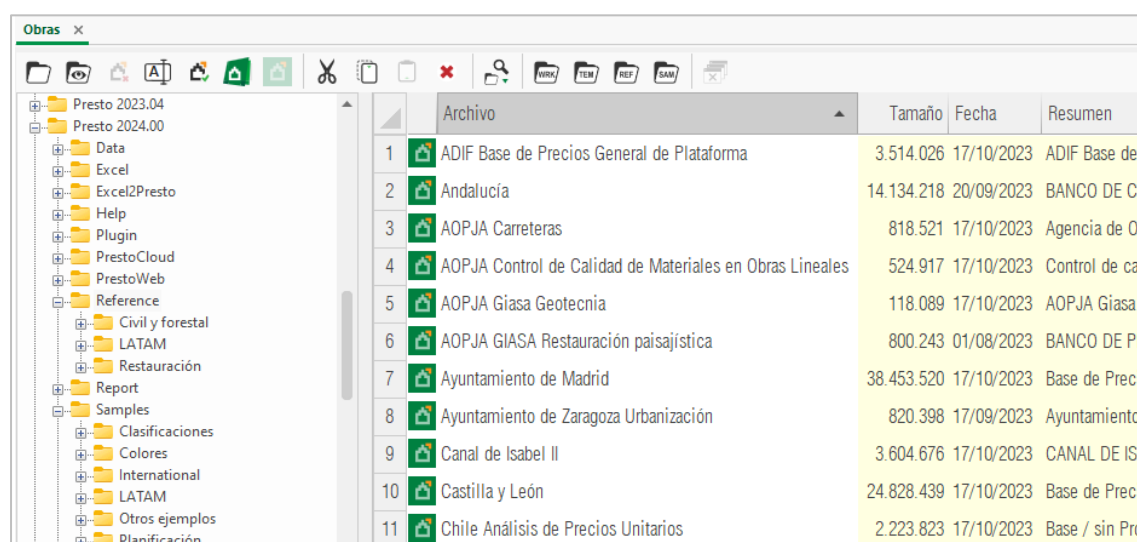 Obras ×
WRK TEM REF SAM
Presto 2023.04
Presto 2024.00
Data
Excel
Excel2Presto
Help
Plugin
PrestoCloud
PrestoWeb
Reference
Civil y forestal
LATAM
Restauración
Report
Samples
Clasificaciones
Colores
International
LATAM
Otros ejemplos
Planificación
Archivo Tamaño Fecha Resumen
1 ADIF Base de Precios General de Plataforma 3.514.026 17/10/2023 ADIF Base de
2 Andalucía 14.134.218 20/09/2023 BANCO DE C
3 AOPJA Carreteras 818.521 17/10/2023 Agencia de O
4 AOPJA Control de Calidad de Materiales en Obras Lineales 524.917 17/10/2023 Control de ca
5 AOPJA Giasa Geotecnia 118.089 17/10/2023 AOPJA Giasa
6 AOPJA GIASA Restauración paisajística 800.243 01/08/2023 BANCO DE P
7 Ayuntamiento de Madrid 38.453.520 17/10/2023 Base de Prec
8 Ayuntamiento de Zaragoza Urbanización 820.398 17/09/2023 Ayuntamiento
9 Canal de Isabel II 3.604.676 17/10/2023 CANAL DE IS
10 Castilla y León 24.828.439 17/10/2023 Base de Prec
11 Chile Análisis de Precios Unitarios 2.223.823 17/10/2023 Base / sin Pro